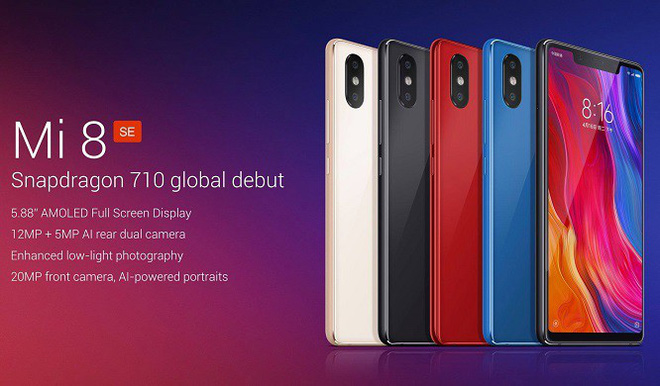 Mi 8 SE
Snapdragon 710 global debut
5.88" AMOLED Full Screen Display
12MP + 5MP AI rear dual camera
Enhanced low-light photography
20MP front camera, AI-powered portraits
8:16